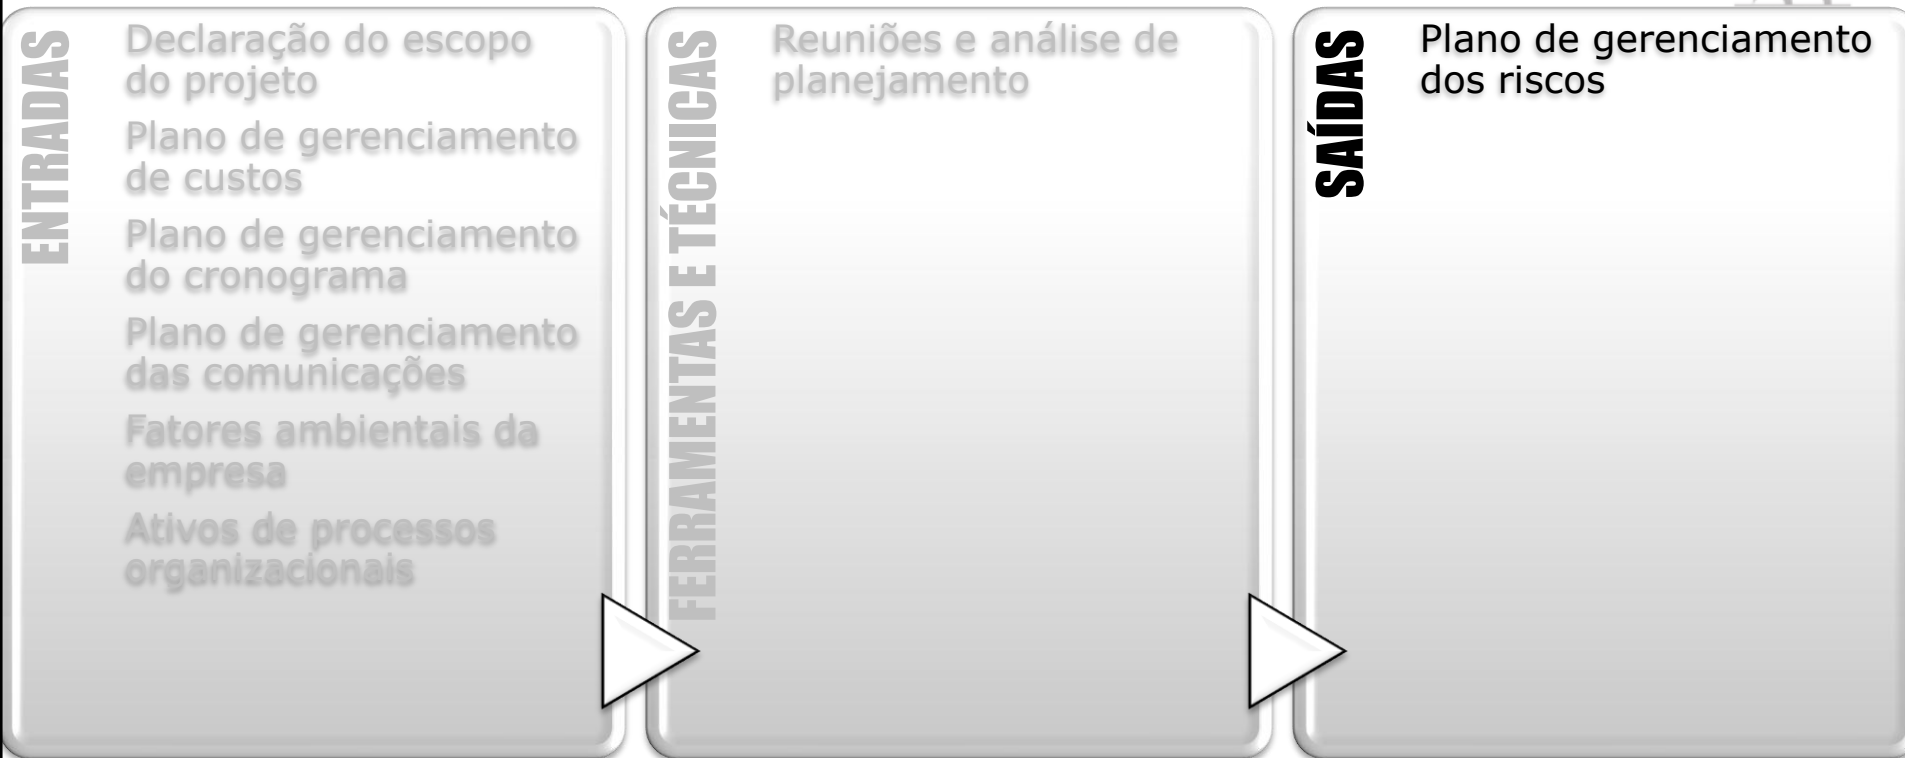 ENTRADAS
Declaração do escopo
do projeto
Plano de gerenciamento
de custos
Plano de gerenciamento
do cronograma
Plano de gerenciamento
das comunicações
Fatores ambientais da
empresa
Ativos de processos
organizacionais
FERRAMENTAS E TÉCNICAS
Reuniões e análise de
planejamento
SAÍDAS
Plano de gerenciamento
dos riscos